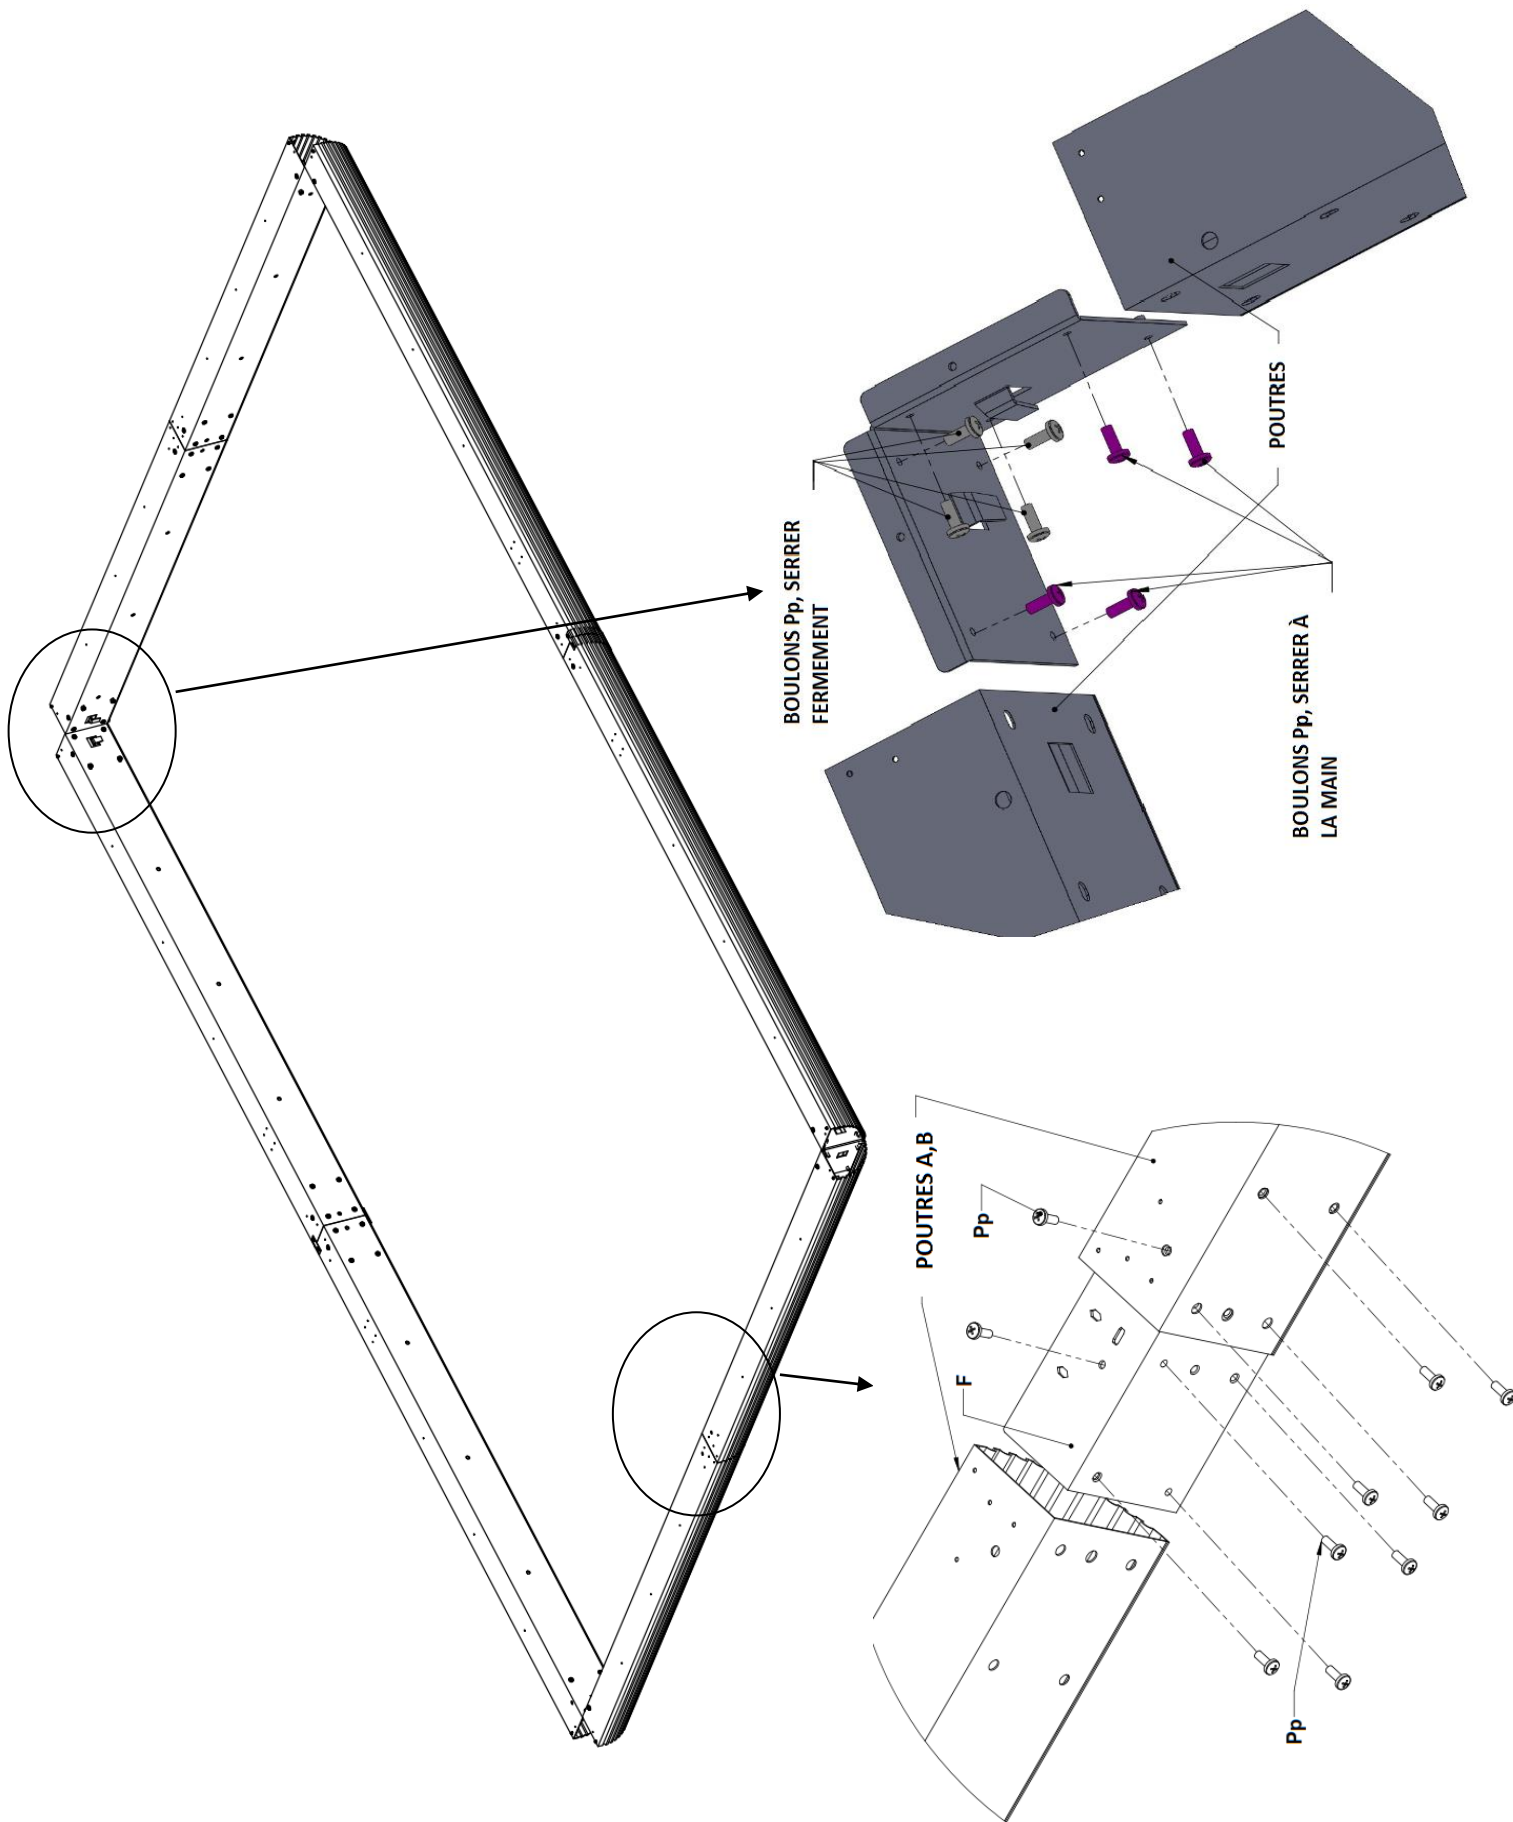 BOULONS Pp, SERRER
FERMEMENT
POUTRES
BOULONS Pp, SERRER À
LA MAIN
POUTRES A,B
Pp
F
Pp